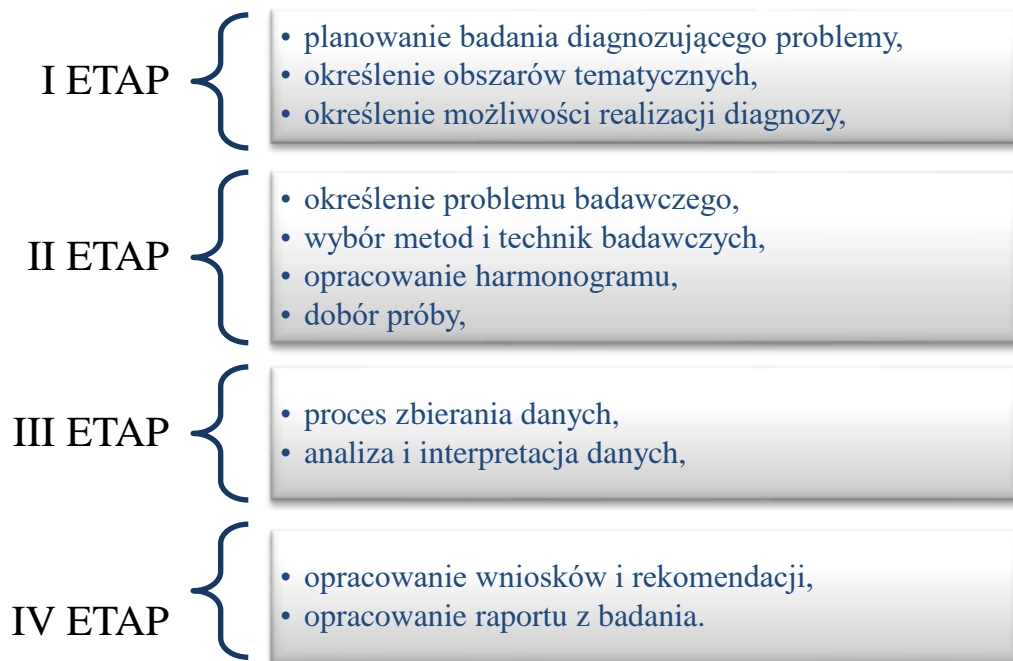 I ETAP
• planowanie badania diagnozującego problemy,
• określenie obszarów tematycznych,
• określenie możliwości realizacji diagnozy,
II ETAP
• określenie problemu badawczego,
• wybór metod i technik badawczych,
• opracowanie harmonogramu,
• dobór próby,
III ETAP
• proces zbierania danych,
• analiza i interpretacja danych,
IV ETAP
• opracowanie wniosków i rekomendacji,
• opracowanie raportu z badania.